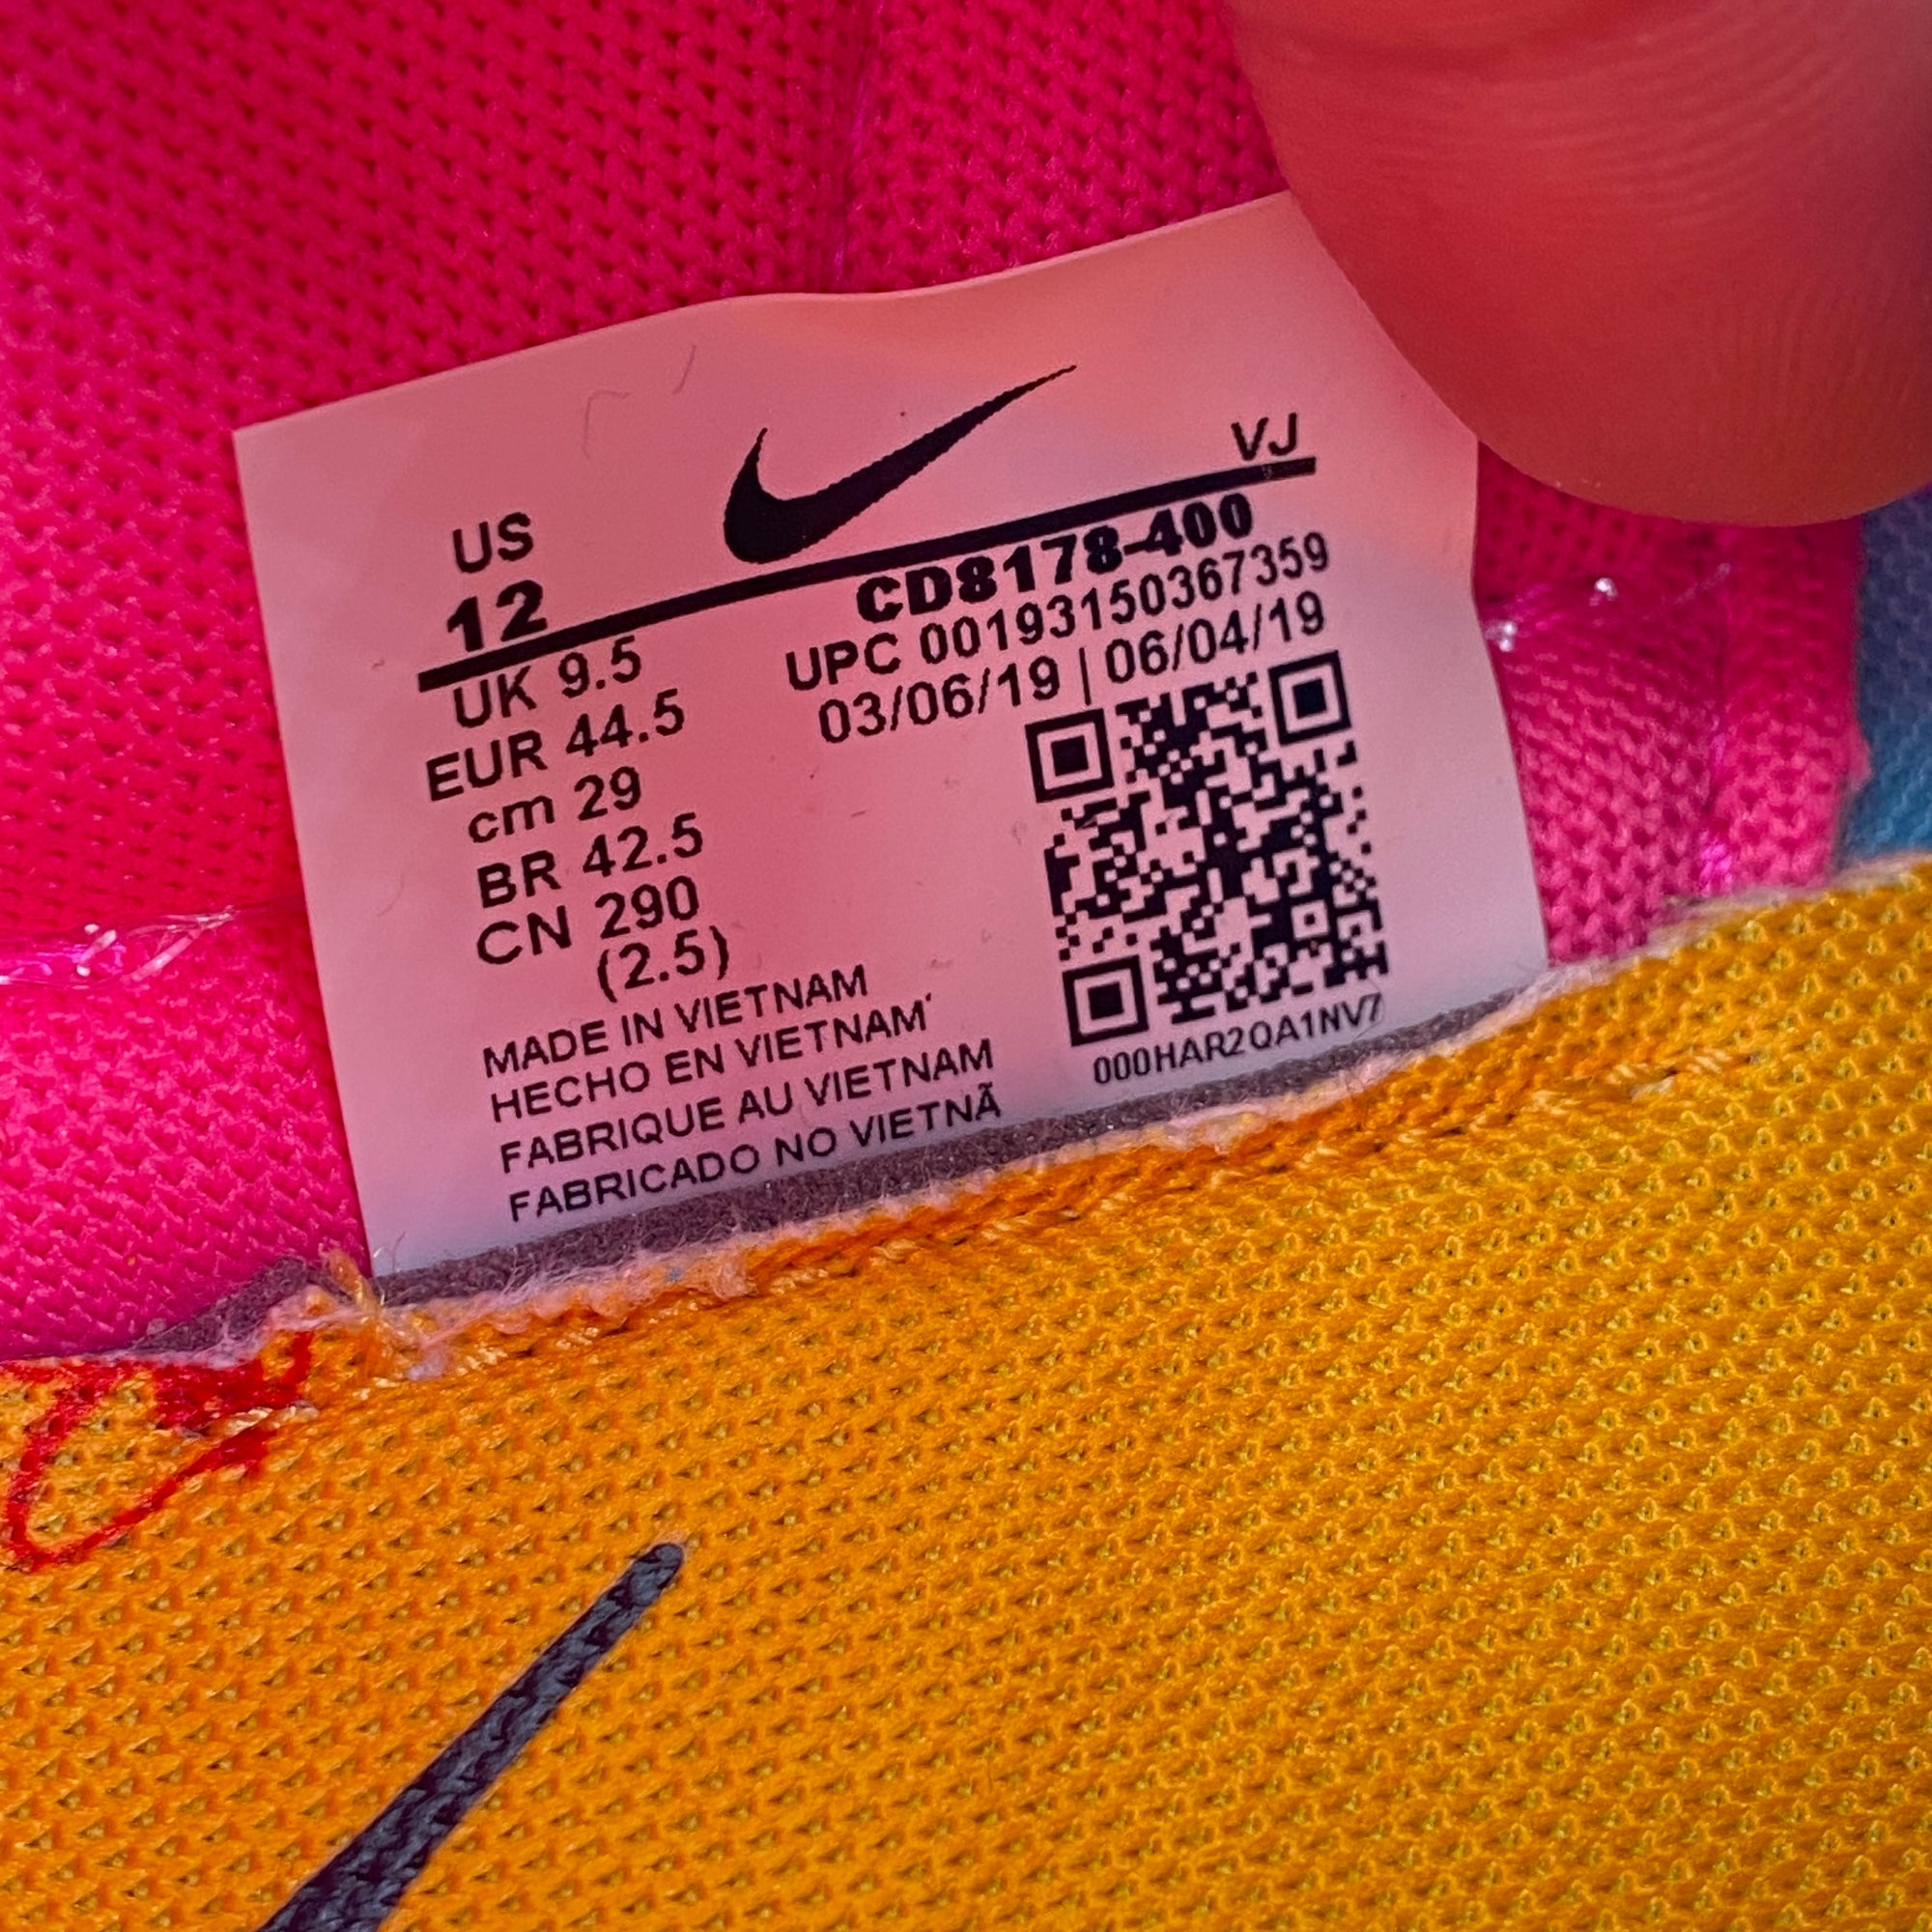 VJ
US
12
CD8178-400
UPC 00193150367359
03/06/19 | 06/04/19
UK 9.5
EUR 44.5
cm 29
BR 42.5
CN 290
(2.5)
MADE IN VIETNAM
HECHO EN VIETNAM
FABRIQUE AU VIETNAM
FABRICADO NO VIETNÃ
000HAR2QA1NV7